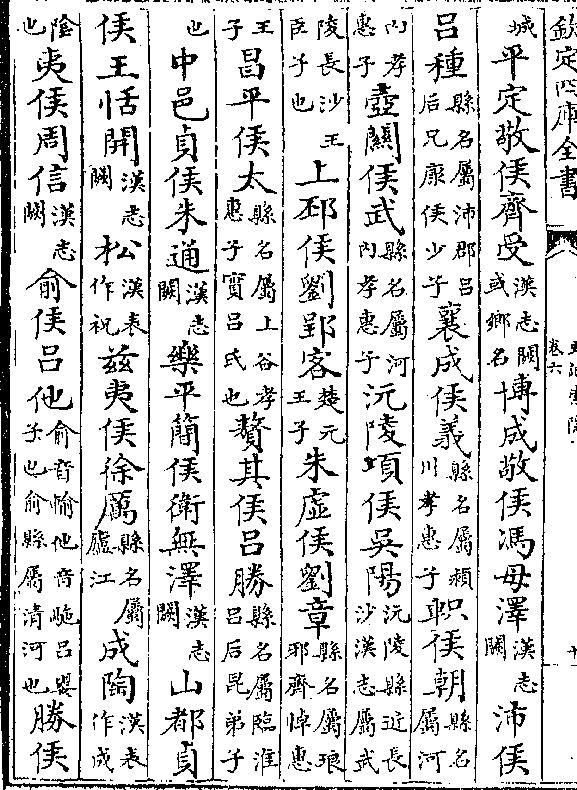 欽定四庫全書
卷六
城平定敬侯齊受漢志闕或鄉名博成敬侯馮毋澤漢志闕沛侯
呂種縣名屬沛郡呂后兄康侯少子襄成侯義縣名屬潁川孝惠子軹侯朝縣名屬河
內孝惠子壺關侯武縣名屬河內孝惠子沅陵項侯吳陽沅陵縣近長沙漢志屬武
陵長沙王臣子也上邳侯劉郢客楚元王子朱虛侯劉章縣名屬琅邪齊悼惠
王子昌平侯太縣名屬上谷孝惠子實呂氏也贅其侯呂勝縣名屬臨淮呂后昆弟子
也中邑貞侯朱通漢志闕樂平蕳侯衛無澤漢志闕山都貞
侯王恬開漢志闕松漢表作祝茲夷侯徐厲縣名屬廬江成陶漢表作成
陰也夷侯周信漢志闕俞侯呂他俞音輸他音駞呂嬰子也俞縣屬清河也勝侯